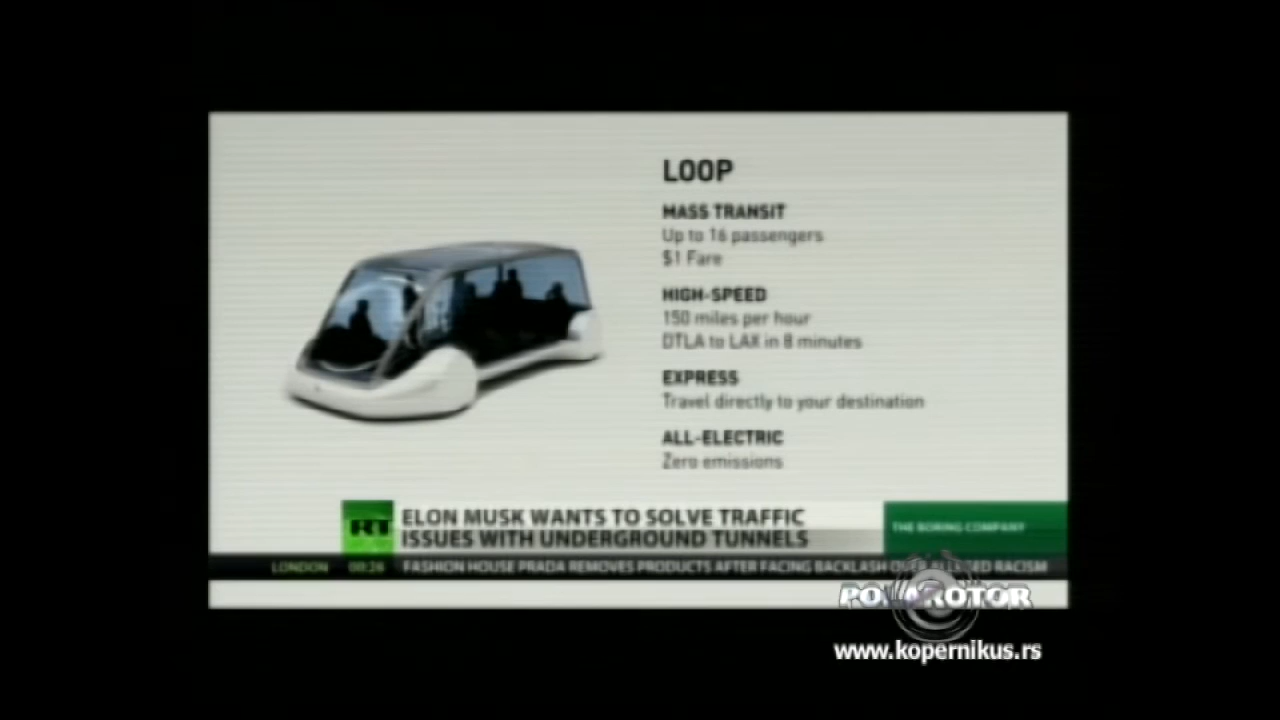 LOOP
MASS TRANSIT
Up to 16 passengers
$1 Fare
HIGH-SPEED
150 miles per hour
DTLA to LAX in 8 minutes
EXPRESS
Travel directly to your destination
ALL-ELECTRIC
Zero emissions
RT
ELON MUSK WANTS TO SOLVE TRAFFIC
ISSUES WITH UNDERGROUND TUNNELS
THE BORING COMPANY
LONDON 00:26 FASHION HOUSE PRADA REMOVES PRODUCTS AFTER FACING BACKLASH RACISM
www.kopernikus.rs